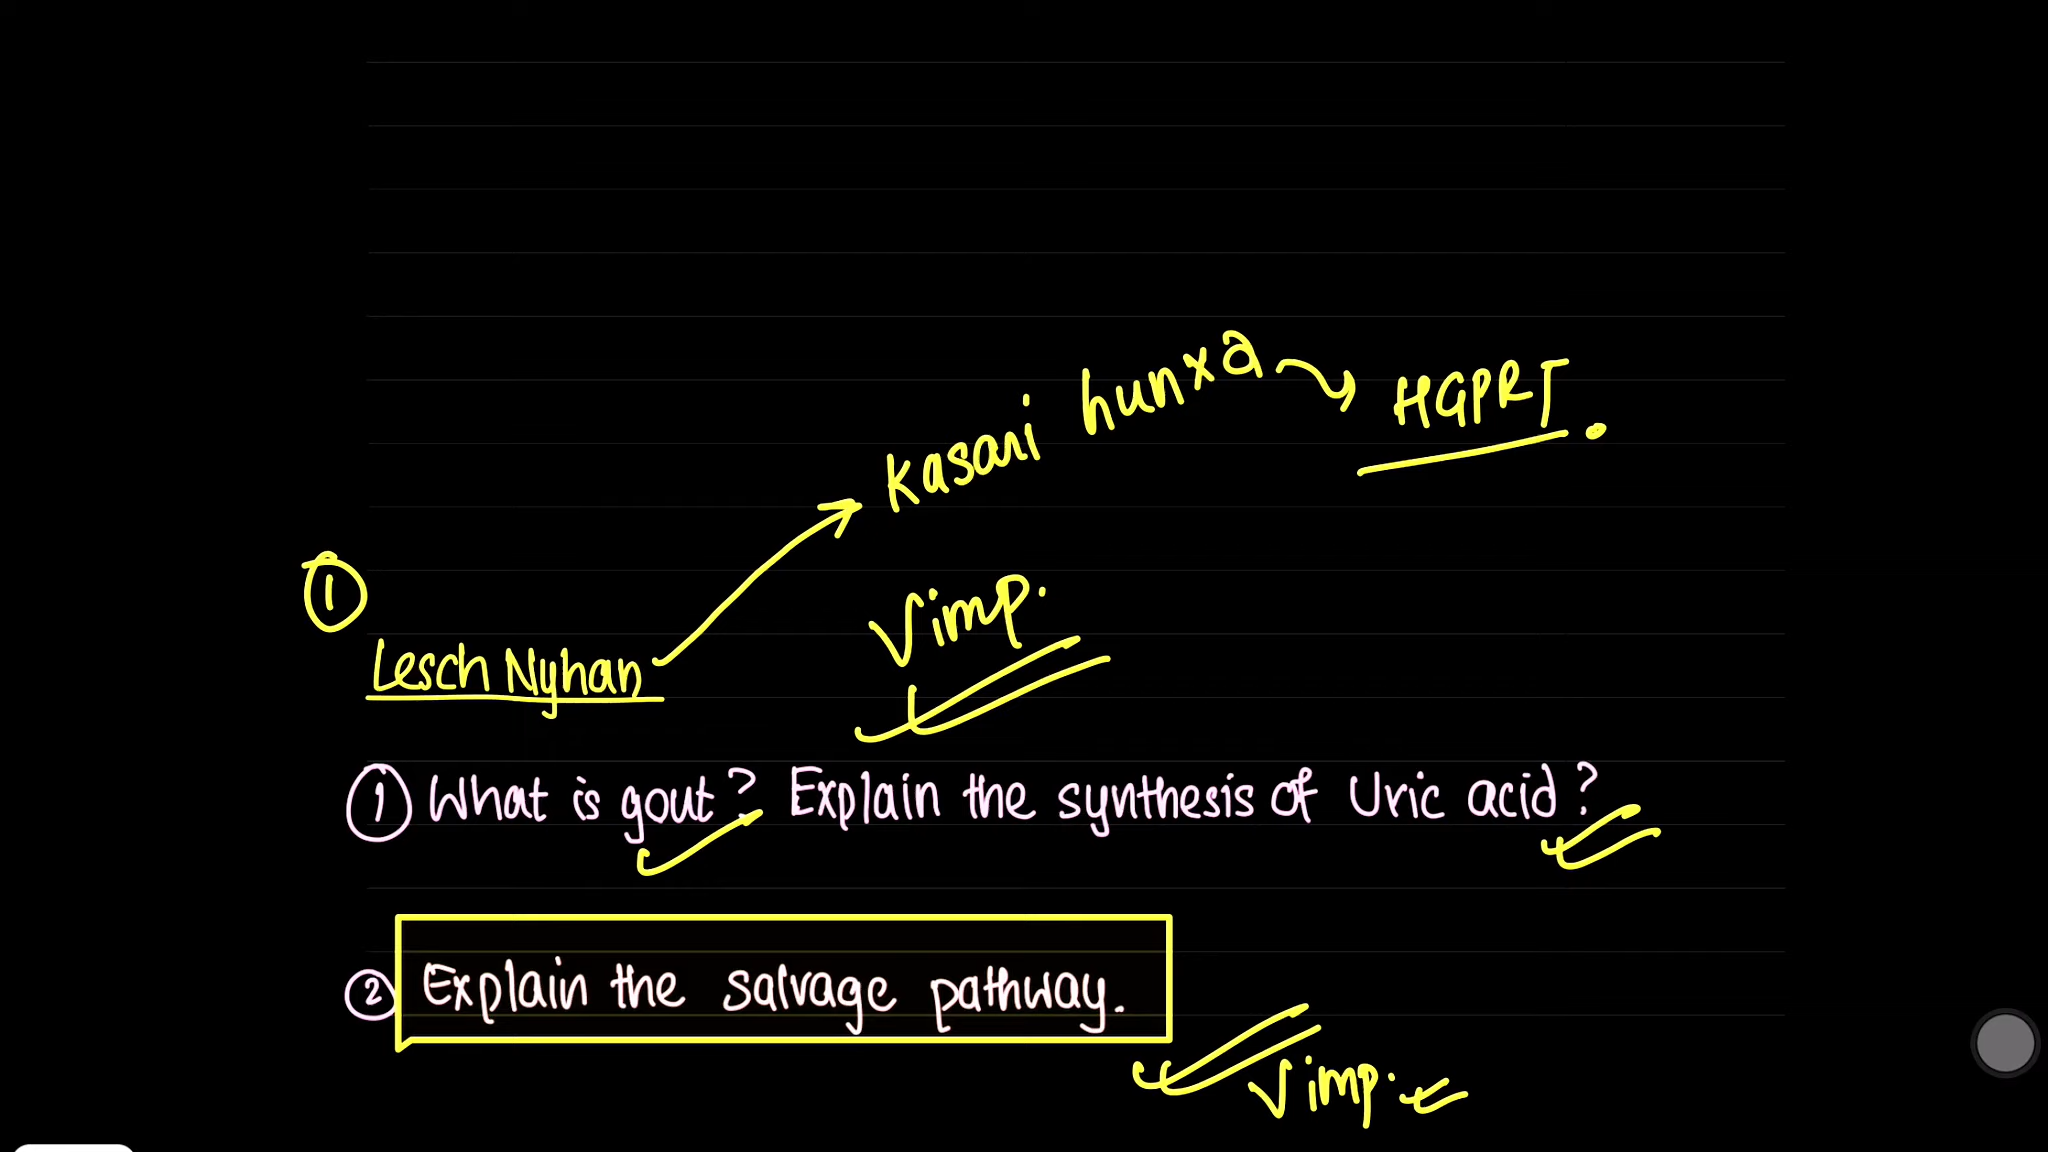 Kasari hunxa → HGPRT.
①
Lesch Nyhan
V imp.
① What is gout? Explain the synthesis of Uric acid?
② Explain the salvage pathway.
V imp.